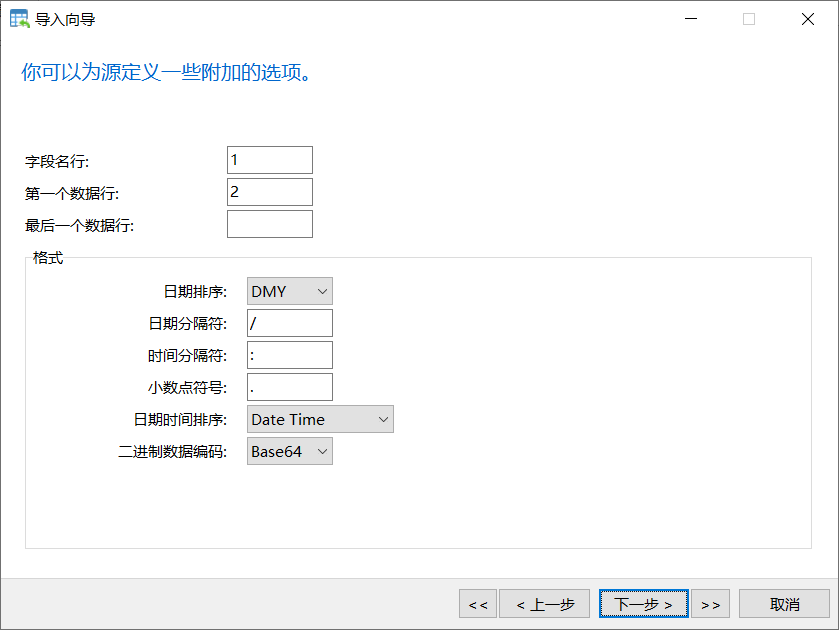 导入向导
你可以为源定义一些附加的选项。
字段名行: 1
第一个数据行: 2
最后一个数据行:
格式
日期排序: DMY
日期分隔符: /
时间分隔符: :
小数点符号: .
日期时间排序: Date Time
二进制数据编码: Base64
<< < 上一步 下一步 > >> 取消